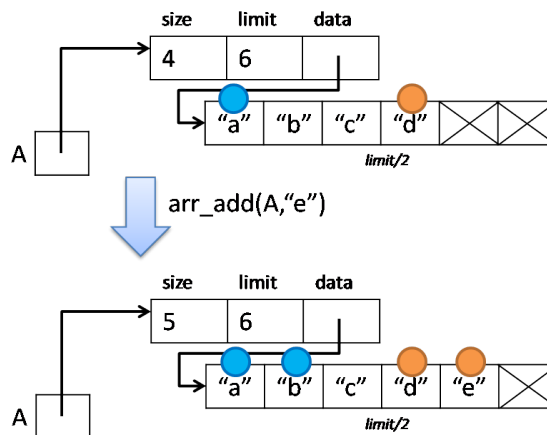 size limit data
4 6
“a” “b” “c” “d”
A
limit/2
arr_add(A,“e”)
size limit data
5 6
“a” “b” “c” “d” “e”
A
limit/2